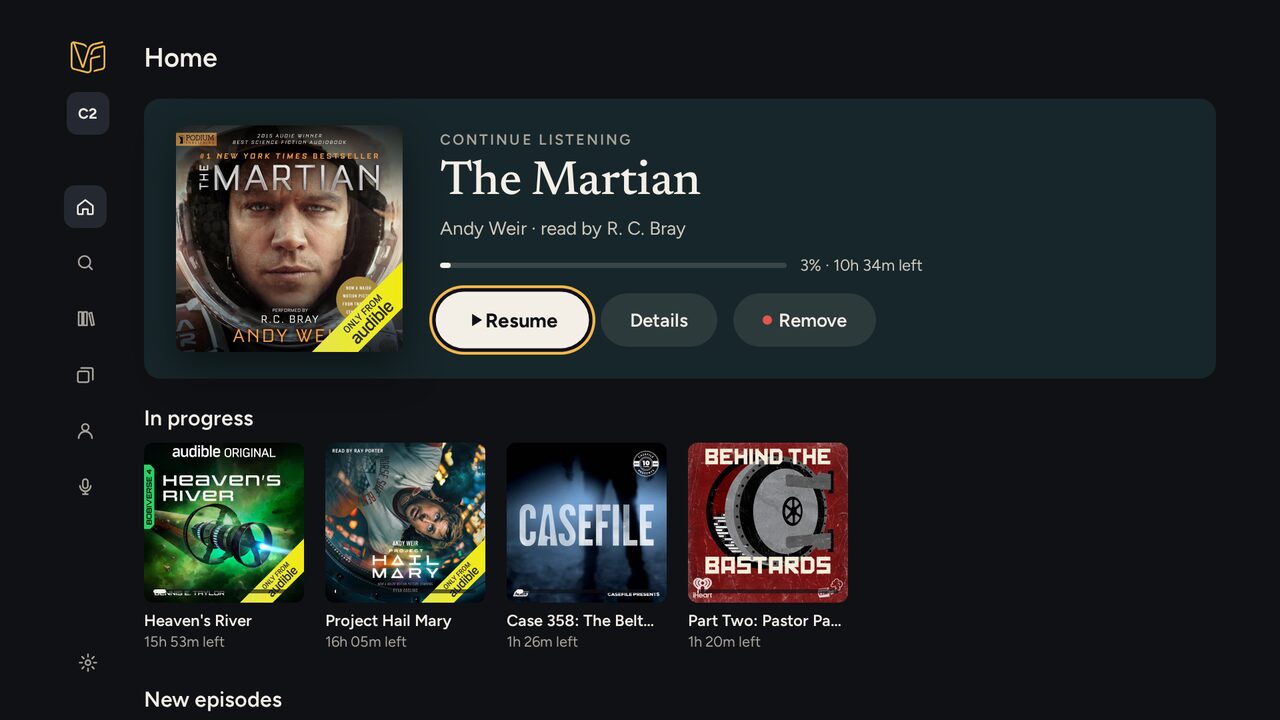 Home
C2
PODIUM
2015 AUDIE WINNER
BEST SCIENCE FICTION AUDIOBOOK
#1 NEW YORK TIMES BESTSELLER
THE MARTIAN
PERFORMED BY
R.C. BRAY
ANDY WE
ONLY FROM
audible
CONTINUE LISTENING
The Martian
Andy Weir · read by R. C. Bray
3% · 10h 34m left
Resume
Details
Remove
In progress
audible ORIGINAL
BOBIVERSE 4
HEAVEN'S
RIVER
DENNIS E. TAYLOR
ONLY FROM
audible
READ BY RAY PORTER
ANDY WEIR
PROJECT
HAIL
MARY
ONLY FROM
audible
10
CASEFILE
CASEFILE PRESENTS
BEHIND THE
BASTARDS
iHeart
Heaven's River
15h 53m left
Project Hail Mary
16h 05m left
Case 358: The Belt...
1h 26m left
Part Two: Pastor Pa...
1h 20m left
New episodes